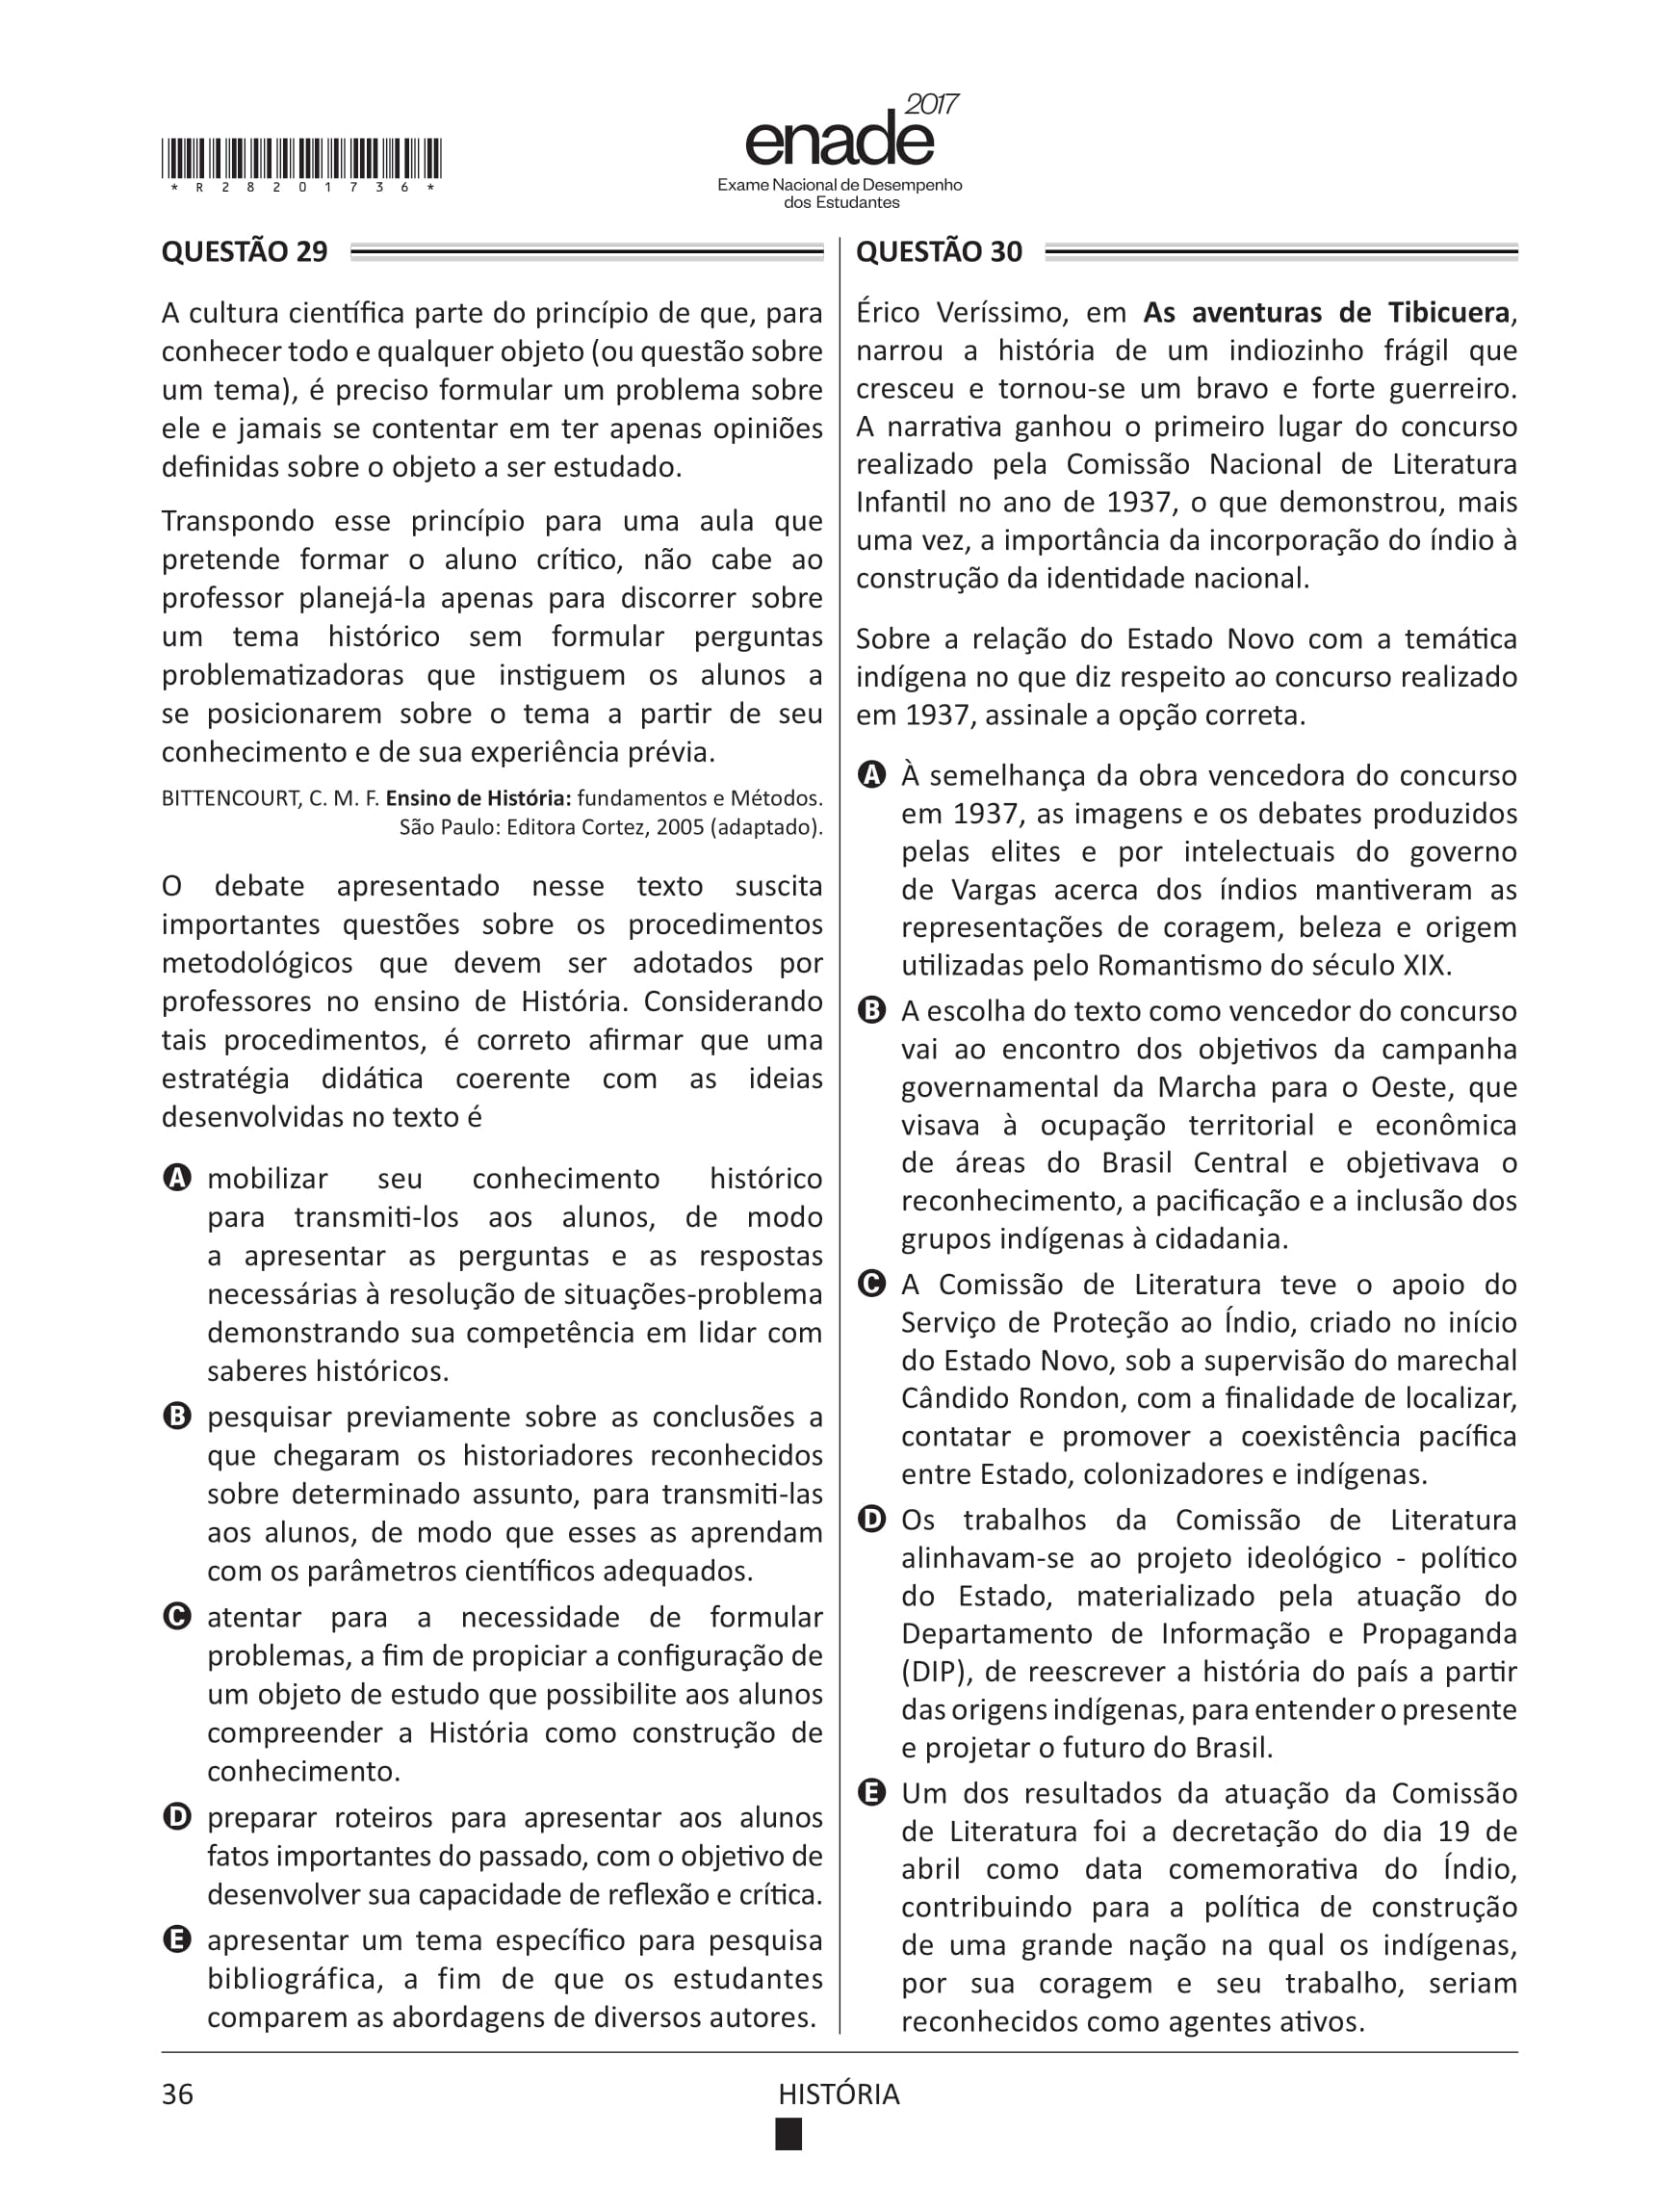 2017
enade
Exame Nacional de Desempenho
dos Estudantes
*R28201736*
QUESTÃO 29
A cultura científica parte do princípio de que, para
conhecer todo e qualquer objeto (ou questão sobre
um tema), é preciso formular um problema sobre
ele e jamais se contentar em ter apenas opiniões
definidas sobre o objeto a ser estudado.
Transpondo esse princípio para uma aula que
pretende formar o aluno crítico, não cabe ao
professor planejá-la apenas para discorrer sobre
um tema histórico sem formular perguntas
problematizadoras que instiguem os alunos a
se posicionarem sobre o tema a partir de seu
conhecimento e de sua experiência prévia.
BITTENCOURT, C. M. F. Ensino de História: fundamentos e Métodos.
São Paulo: Editora Cortez, 2005 (adaptado).
O debate apresentado nesse texto suscita
importantes questões sobre os procedimentos
metodológicos que devem ser adotados por
professores no ensino de História. Considerando
tais procedimentos, é correto afirmar que uma
estratégia didática coerente com as ideias
desenvolvidas no texto é
A mobilizar seu conhecimento histórico
para transmiti-los aos alunos, de modo
a apresentar as perguntas e as respostas
necessárias à resolução de situações-problema
demonstrando sua competência em lidar com
saberes históricos.
B pesquisar previamente sobre as conclusões a
que chegaram os historiadores reconhecidos
sobre determinado assunto, para transmiti-las
aos alunos, de modo que esses as aprendam
com os parâmetros científicos adequados.
C atentar para a necessidade de formular
problemas, a fim de propiciar a configuração de
um objeto de estudo que possibilite aos alunos
compreender a História como construção de
conhecimento.
D preparar roteiros para apresentar aos alunos
fatos importantes do passado, com o objetivo de
desenvolver sua capacidade de reflexão e crítica.
E apresentar um tema específico para pesquisa
bibliográfica, a fim de que os estudantes
comparem as abordagens de diversos autores.
QUESTÃO 30
Érico Veríssimo, em As aventuras de Tibicuera,
narrou a história de um indiozinho frágil que
cresceu e tornou-se um bravo e forte guerreiro.
A narrativa ganhou o primeiro lugar do concurso
realizado pela Comissão Nacional de Literatura
Infantil no ano de 1937, o que demonstrou, mais
uma vez, a importância da incorporação do índio à
construção da identidade nacional.
Sobre a relação do Estado Novo com a temática
indígena no que diz respeito ao concurso realizado
em 1937, assinale a opção correta.
A À semelhança da obra vencedora do concurso
em 1937, as imagens e os debates produzidos
pelas elites e por intelectuais do governo
de Vargas acerca dos índios mantiveram as
representações de coragem, beleza e origem
utilizadas pelo Romantismo do século XIX.
B A escolha do texto como vencedor do concurso
vai ao encontro dos objetivos da campanha
governamental da Marcha para o Oeste, que
visava à ocupação territorial e econômica
de áreas do Brasil Central e objetivava o
reconhecimento, a pacificação e a inclusão dos
grupos indígenas à cidadania.
C A Comissão de Literatura teve o apoio do
Serviço de Proteção ao Índio, criado no início
do Estado Novo, sob a supervisão do marechal
Cândido Rondon, com a finalidade de localizar,
contatar e promover a coexistência pacífica
entre Estado, colonizadores e indígenas.
D Os trabalhos da Comissão de Literatura
alinhavam-se ao projeto ideológico - político
do Estado, materializado pela atuação do
Departamento de Informação e Propaganda
(DIP), de reescrever a história do país a partir
das origens indígenas, para entender o presente
e projetar o futuro do Brasil.
E Um dos resultados da atuação da Comissão
de Literatura foi a decretação do dia 19 de
abril como data comemorativa do Índio,
contribuindo para a política de construção
de uma grande nação na qual os indígenas,
por sua coragem e seu trabalho, seriam
reconhecidos como agentes ativos.
36
HISTÓRIA